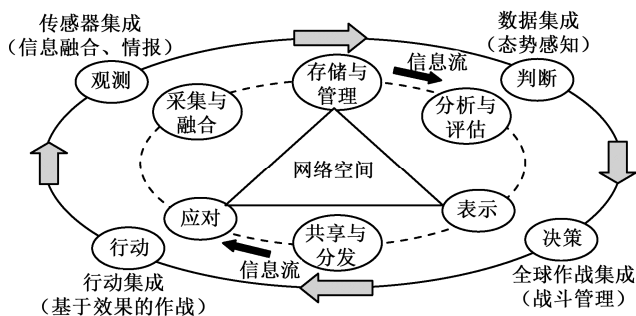 传感器集成
（信息融合、情报）
观测
数据集成
（态势感知）
判断
信息流
存储与
管理
采集与
融合
分析与
评估
网络空间
应对
表示
共享与
分发
信息流
行动
行动集成
（基于效果的作战）
决策
全球作战集成
（战斗管理）